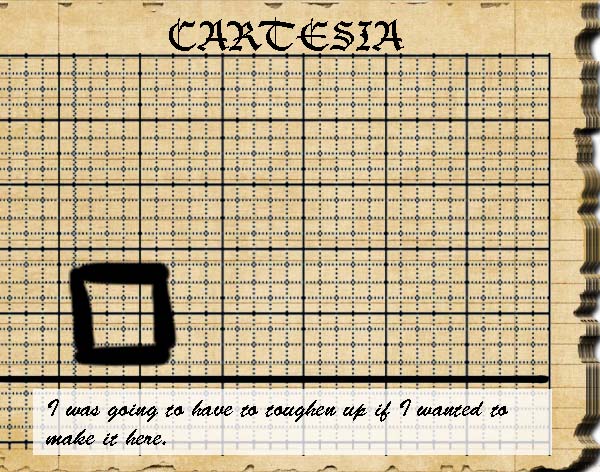 CARTESIA
I was going to have to toughen up if I wanted to
make it here.